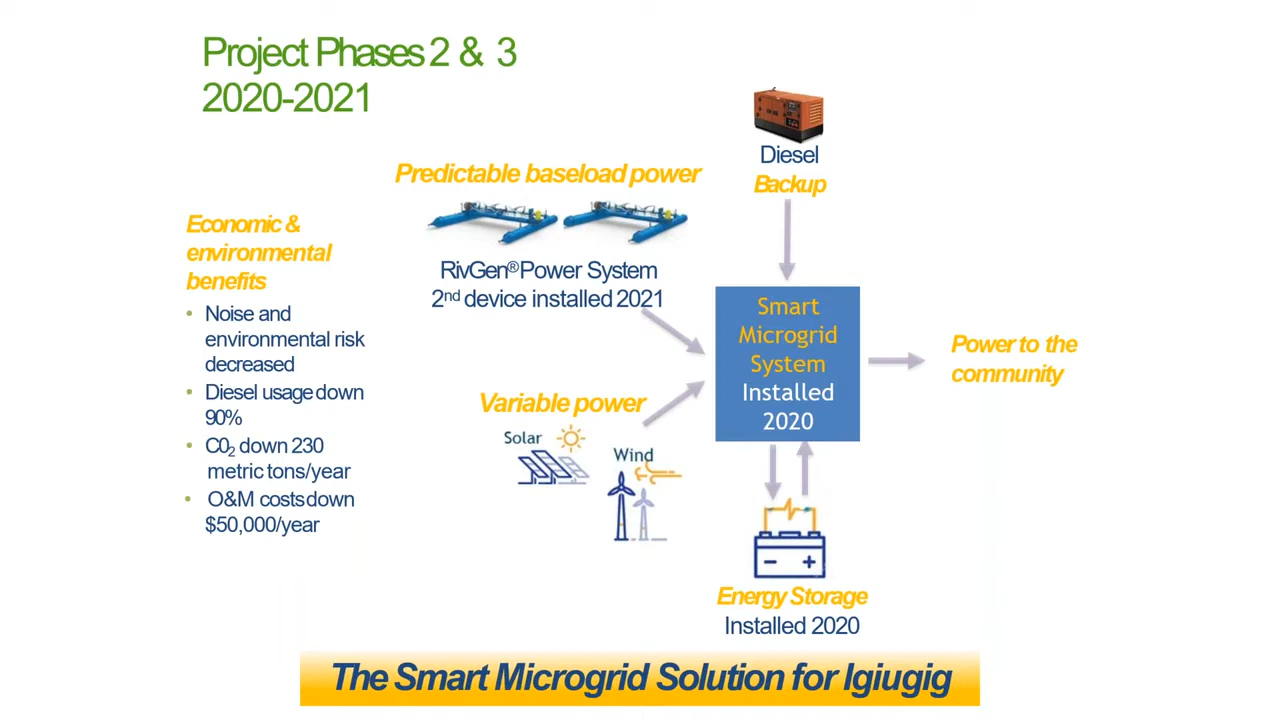 Project Phases 2 & 3
2020-2021
Diesel
Backup
Predictable baseload power
RivGen® Power System
2nd device installed 2021
Economic &
environmental
benefits
• Noise and
environmental risk
decreased
• Diesel usage down
90%
• C02 down 230
metric tons/year
• O&M costs down
$50,000/year
Variable power
Solar
Wind
Smart
Microgrid
System
Installed
2020
Power to the
community
Energy Storage
Installed 2020
The Smart Microgrid Solution for Igiugig